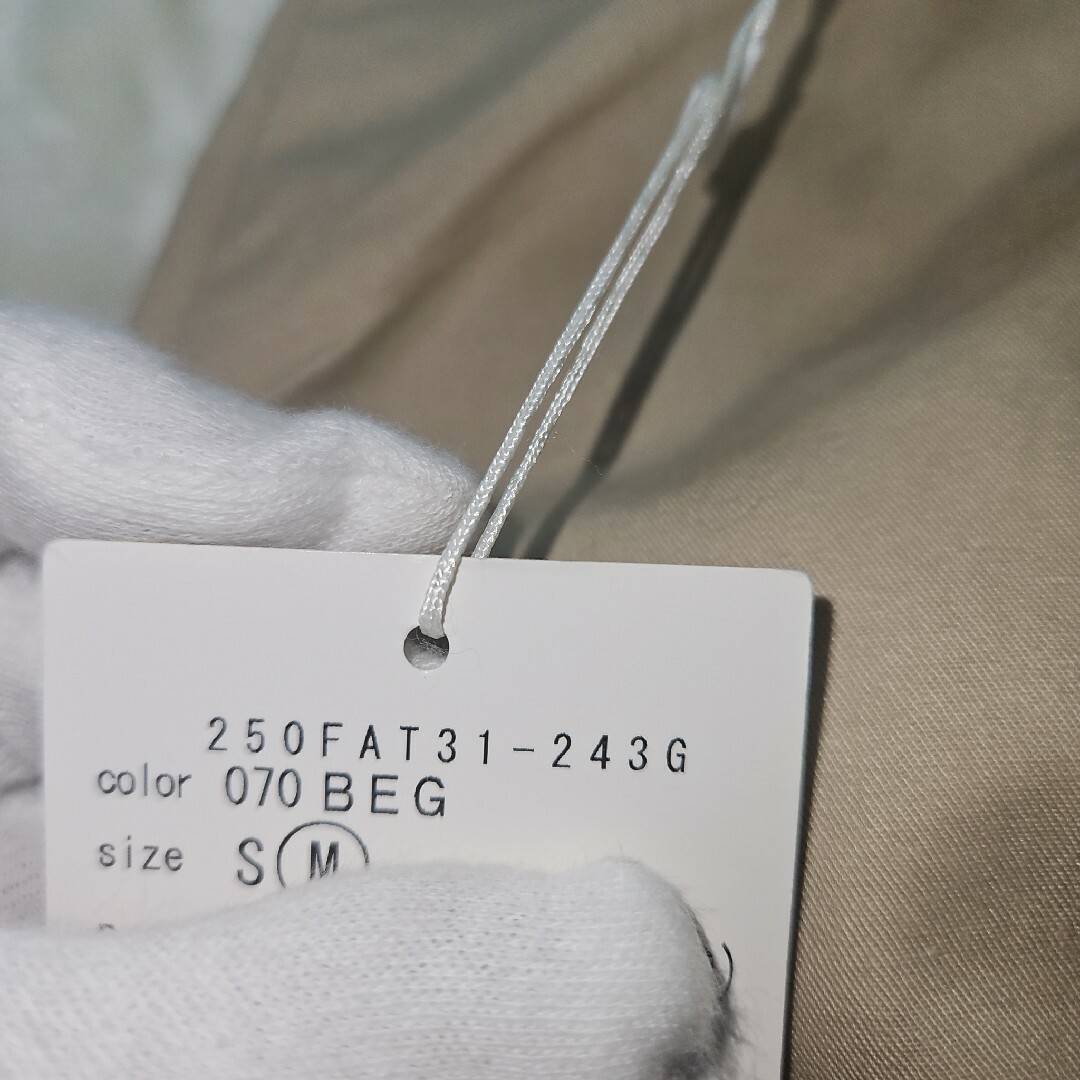 250FAT31-243G
color 070 BEG
size S M